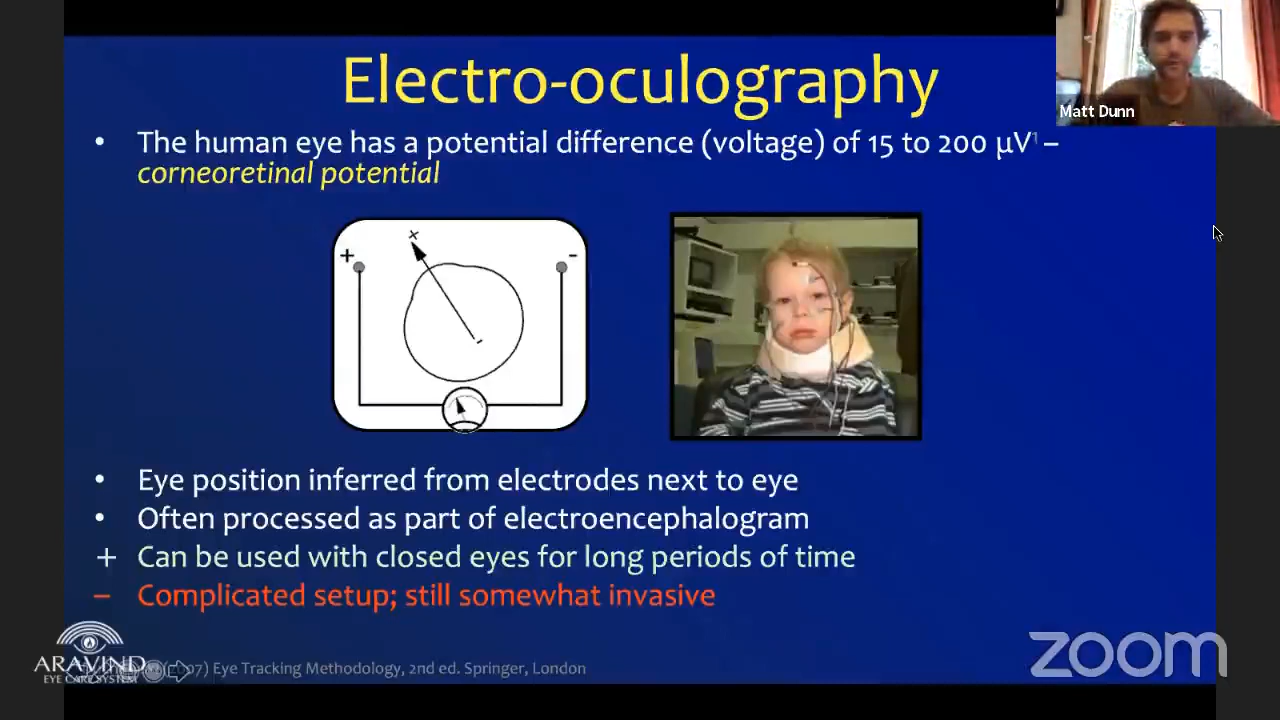 Electro-oculography
Matt Dunn
• The human eye has a potential difference (voltage) of 15 to 200 µV¹ –
corneoretinal potential
+ + -
-
• Eye position inferred from electrodes next to eye
• Often processed as part of electroencephalogram
+ Can be used with closed eyes for long periods of time
– Complicated setup; still somewhat invasive
ARAVIND
EYE CARE SYSTEM
2007) Eye Tracking Methodology, 2nd ed. Springer, London
zoom